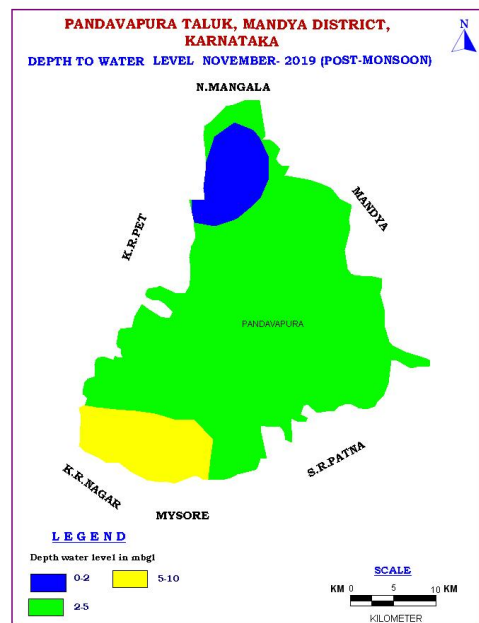 PANDAVAPURA TALUK, MANDYA DISTRICT,
KARNATAKA
N
DEPTH TO WATER LEVEL NOVEMBER- 2019 (POST-MONSOON)
N.MANGALA
MANDYA
K.R.PET
PANDAVAPURA
S.R.PATNA
K.R.NAGAR
MYSORE
LEGEND
Depth water level in mbgl
0-2
5-10
2-5
SCALE
KM 0 5 10 KM
KILOMETER